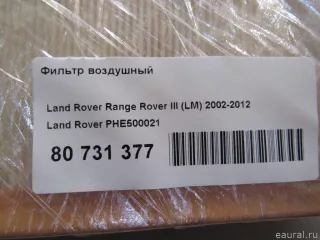 Фильтр воздушный
Land Rover Range Rover III (LM) 2002-2012
Land Rover PHE500021
80 731 377
© eaural.ru